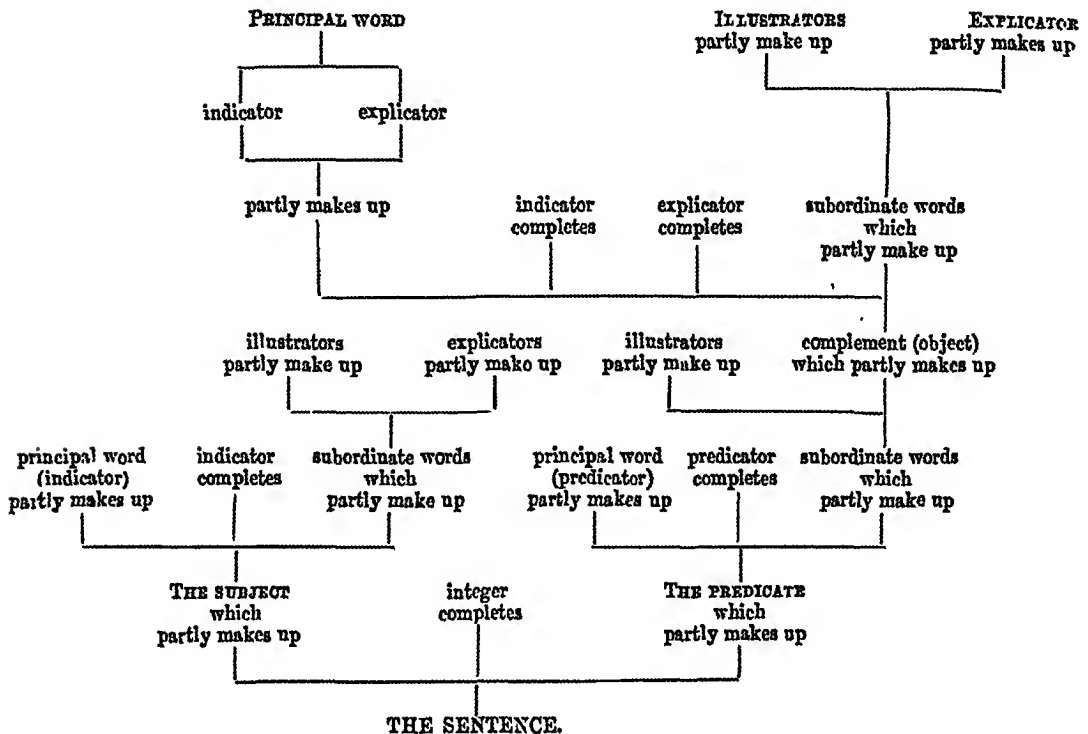 PRINCIPAL WORD
ILLUSTRATORS
partly make up
EXPLICATOR
partly makes up
indicator
explicator
partly makes up
indicator
completes
explicator
completes
subordinate words
which
partly make up
illustrators
partly make up
explicators
partly mako up
illustrators
partly make up
complement (object)
which partly makes up
principal word
(indicator)
partly makes up
indicator
completes
subordinate words
which
partly make up
principal word
(predicator)
partly makes up
predicator
completes
subordinate words
which
partly make up
THE SUBJECT
which
partly makes up
integer
completes
THE PREDICATE
which
partly makes up
THE SENTENCE.